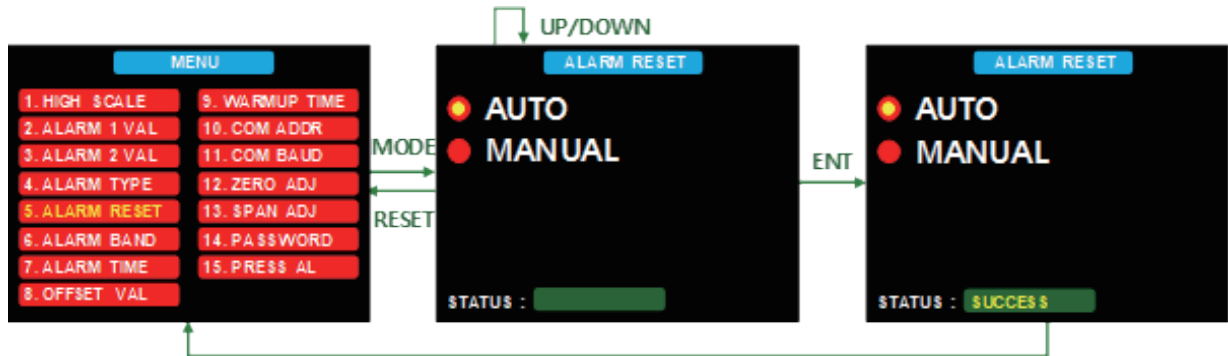 UP/DOWN
MENU
1. HIGH SCALE
2. ALARM 1 VAL
3. ALARM 2 VAL
4. ALARM TYPE
5. ALARM RESET
6. ALARM BAND
7. ALARM TIME
8. OFFSET VAL
9. WARMUP TIME
10. COM ADDR
11. COM BAUD
12. ZERO ADJ
13. SPAN ADJ
14. PASSWORD
15. PRESS AL
MODE
RESET
ALARM RESET
AUTO
MANUAL
STATUS :
ENT
ALARM RESET
AUTO
MANUAL
STATUS : SUCCESS